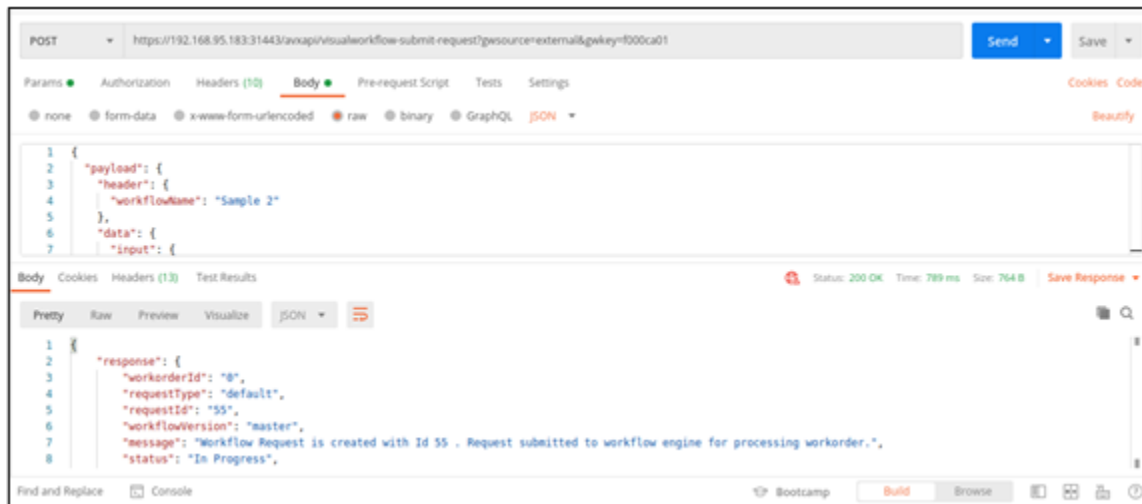 POST https://192.168.95.183:31443/avxapi/visualworkflow-submit-request?gwsource=external&gwkey=f000ca01 Send Save
Params Authorization Headers (10) Body Pre-request Script Tests Settings Cookies Code
none form-data x-www-form-urlencoded raw binary GraphQL JSON Beautify
1 {
2 "payload": {
3 "header": {
4 "workflowName": "Sample 2"
5 },
6 "data": {
7 "input": {
Body Cookies Headers (13) Test Results Status: 200 OK Time: 789 ms Size: 764 B Save Response
Pretty Raw Preview Visualize JSON
1 {
2 "response": {
3 "workorderId": "0",
4 "requestType": "default",
5 "requestId": "55",
6 "workflowVersion": "master",
7 "message": "Workflow Request is created with Id 55 . Request submitted to workflow engine for processing workorder.",
8 "status": "In Progress",
Find and Replace Console Bootcamp Build Browse